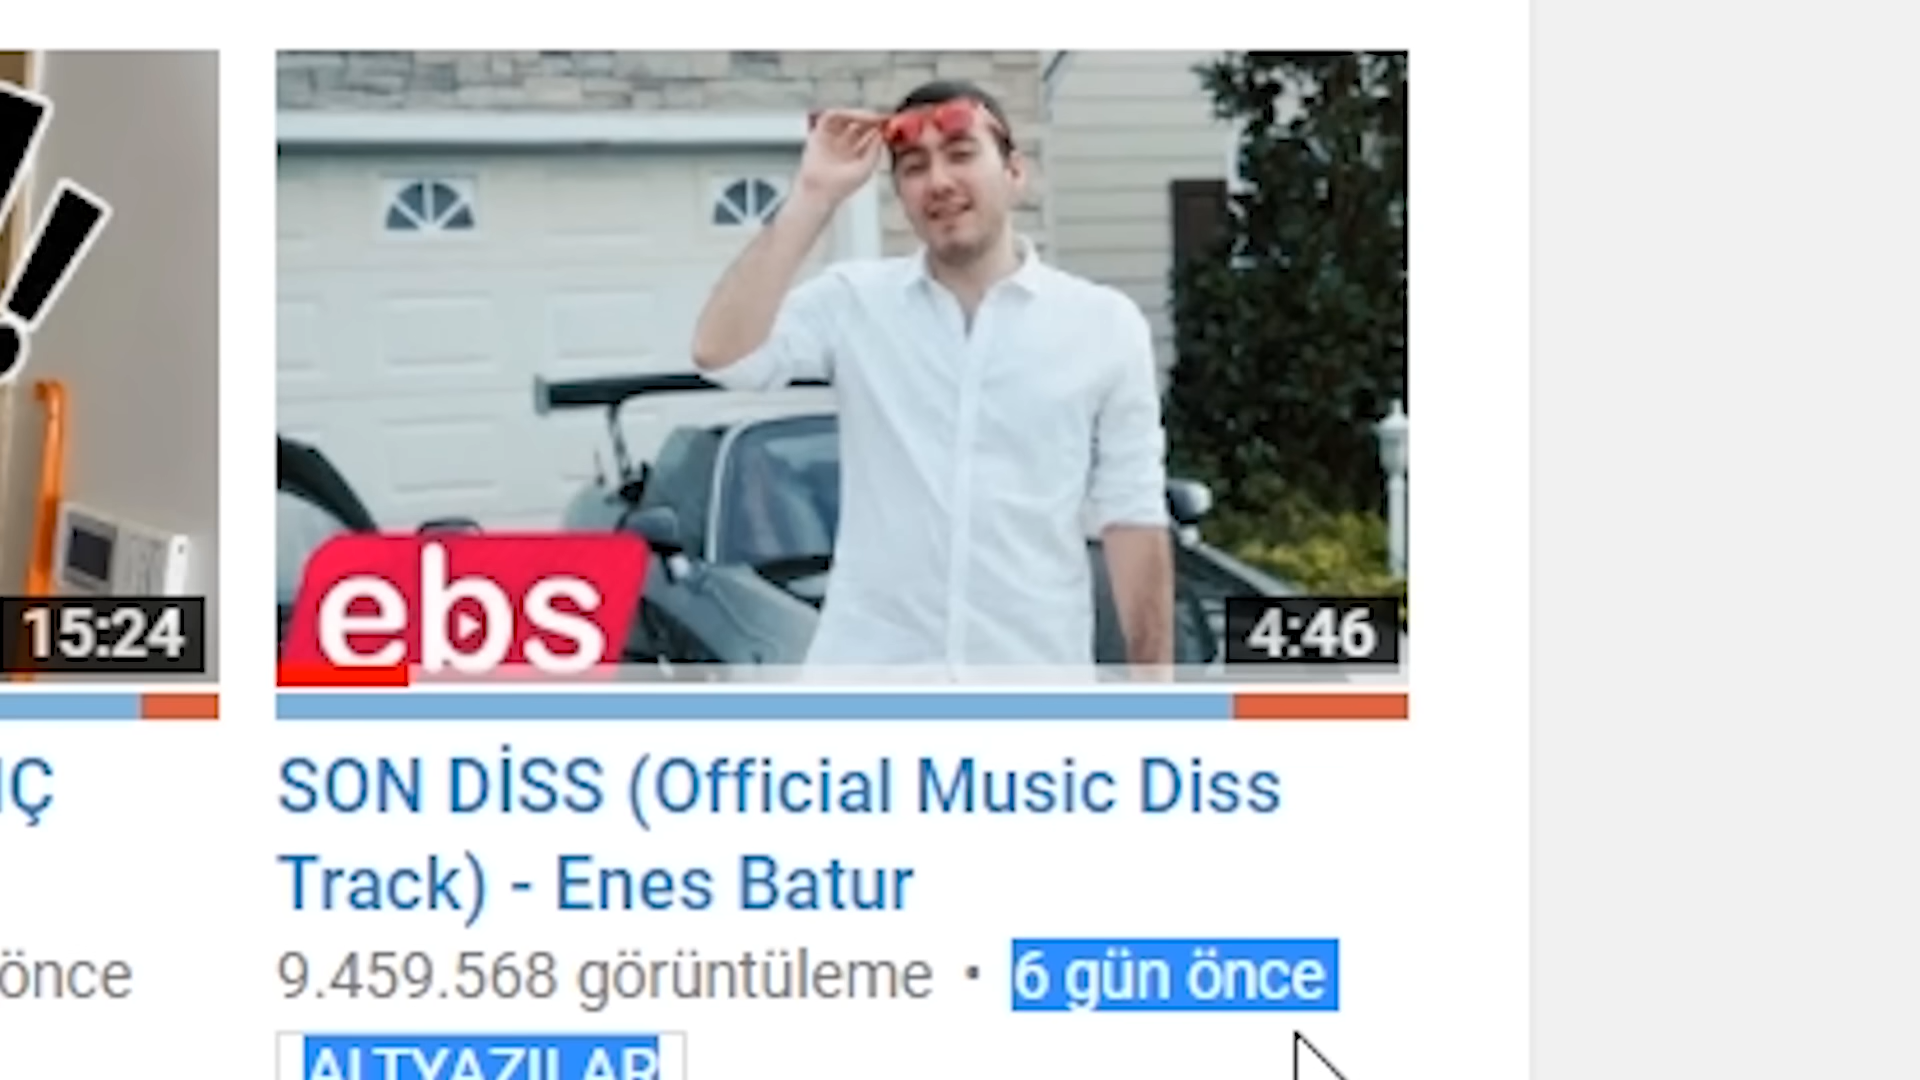 ebs
15:24
4:46
SON DİSS (Official Music Diss
Track) - Enes Batur
önce
9.459.568 görüntüleme • 6 gün önce
ALTYAZILAR